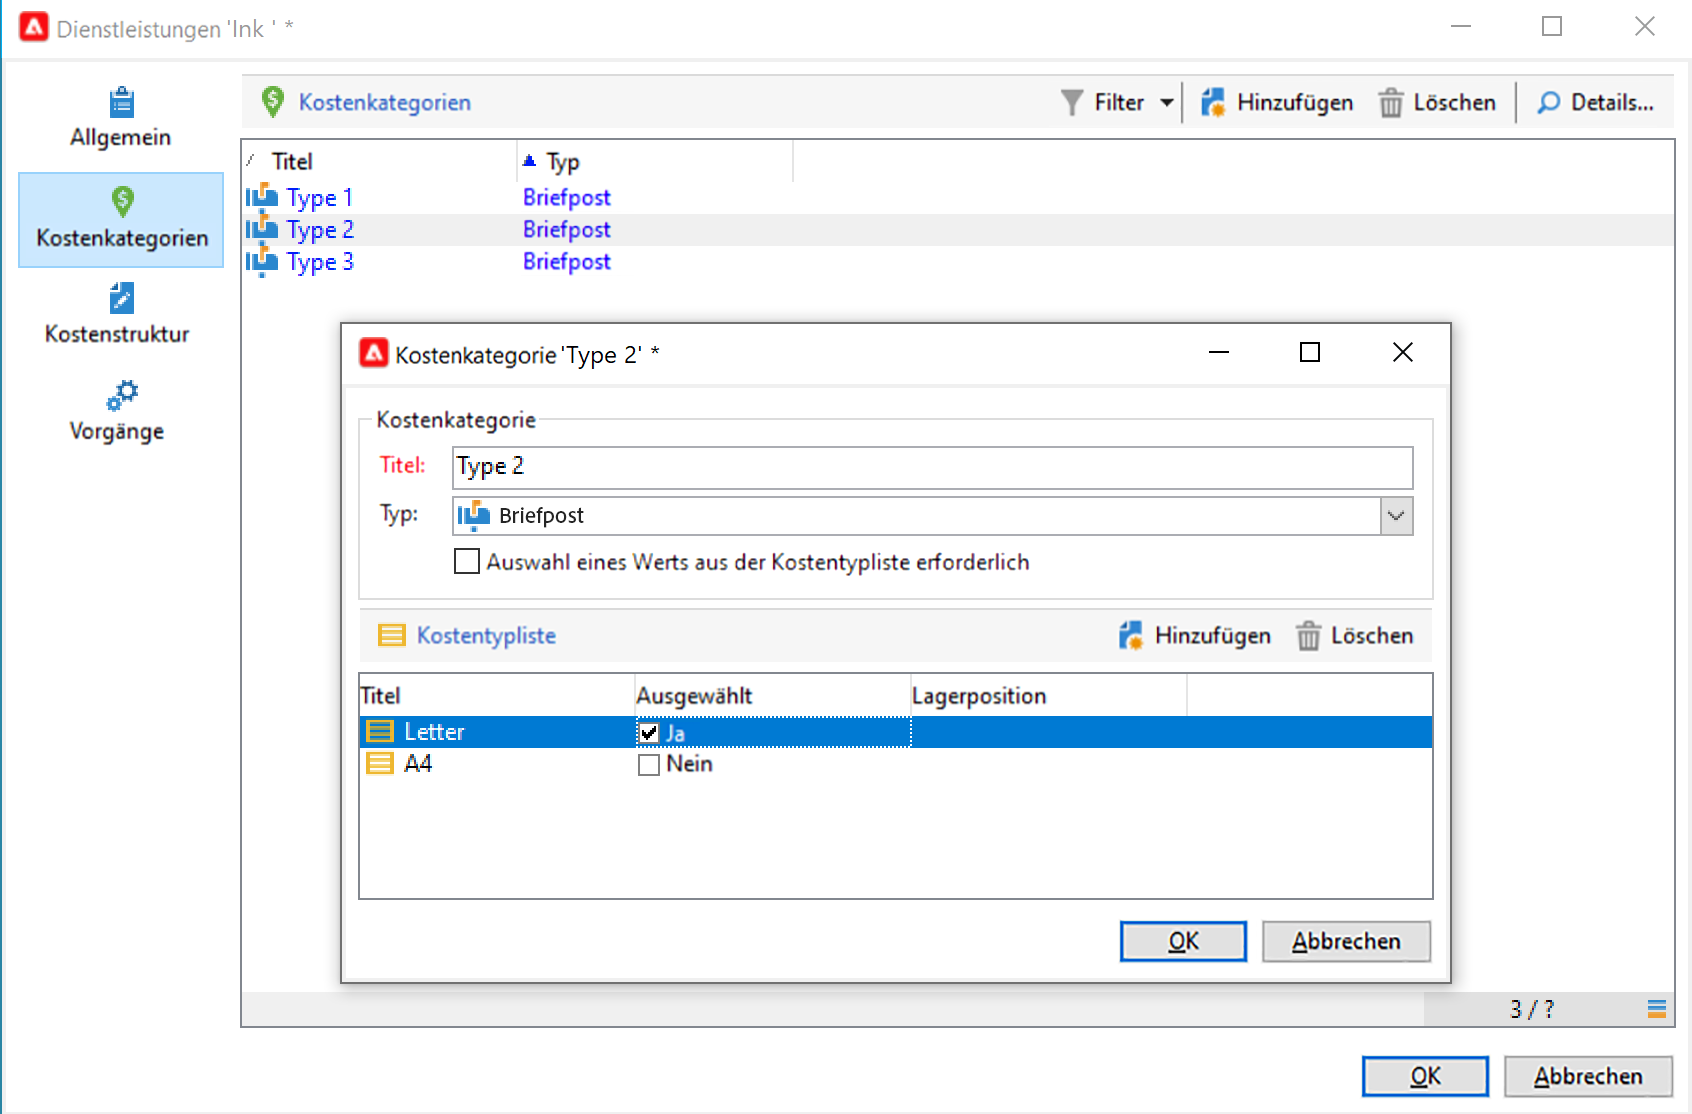 Dienstleistungen 'Ink ' *
Allgemein
Kostenkategorien
Kostenstruktur
Vorgänge
Kostenkategorien Filter Hinzufügen Löschen Details...
Titel Typ
Type 1 Briefpost
Type 2 Briefpost
Type 3 Briefpost
Kostenkategorie 'Type 2' *
Kostenkategorie
Titel: Type 2
Typ: Briefpost
Auswahl eines Werts aus der Kostentypliste erforderlich
Kostentypliste Hinzufügen Löschen
Titel Ausgewählt Lagerposition
Letter Ja
A4 Nein
OK Abbrechen
3 / ?
OK Abbrechen